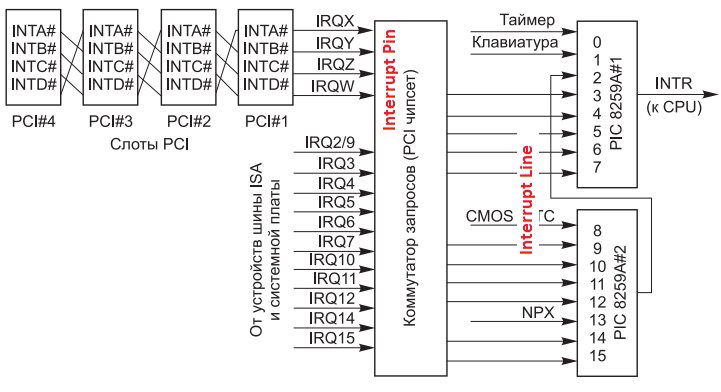 INTA#
INTB#
INTC#
INTD#
PCI#4
INTA#
INTB#
INTC#
INTD#
PCI#3
INTA#
INTB#
INTC#
INTD#
PCI#2
INTA#
INTB#
INTC#
INTD#
PCI#1
Слоты PCI
IRQX
IRQY
IRQZ
IRQW
От устройств шины ISA
и системной платы
IRQ2/9
IRQ3
IRQ4
IRQ5
IRQ6
IRQ7
IRQ10
IRQ11
IRQ12
IRQ14
IRQ15
Interrupt Pin
Коммутатор запросов (PCI чипсет)
Таймер
Клавиатура
Interrupt Line
CMOS TC
NPX
0
1
2
3
4
5
6
7
PIC 8259A#1
INTR
(к CPU)
8
9
10
11
12
13
14
15
PIC 8259A#2